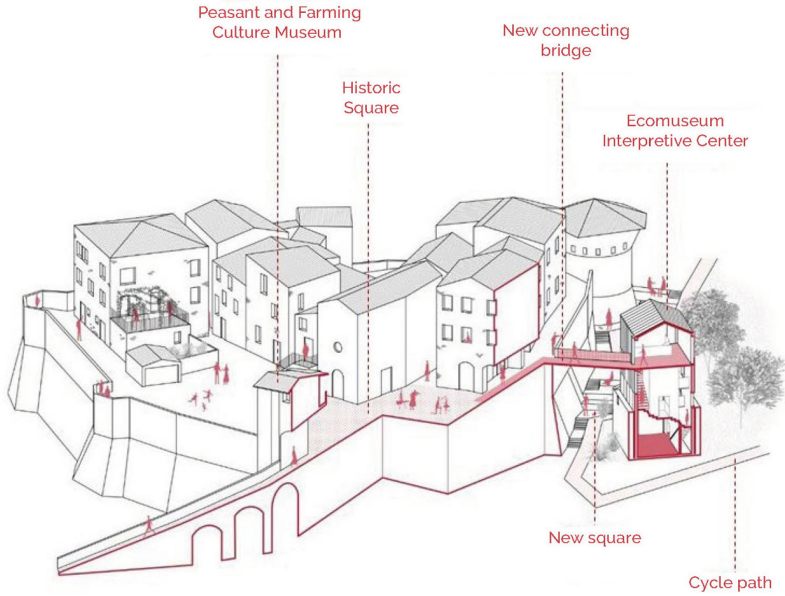 Peasant and Farming
Culture Museum
New connecting
bridge
Historic
Square
Ecomuseum
Interpretive Center
New square
Cycle path